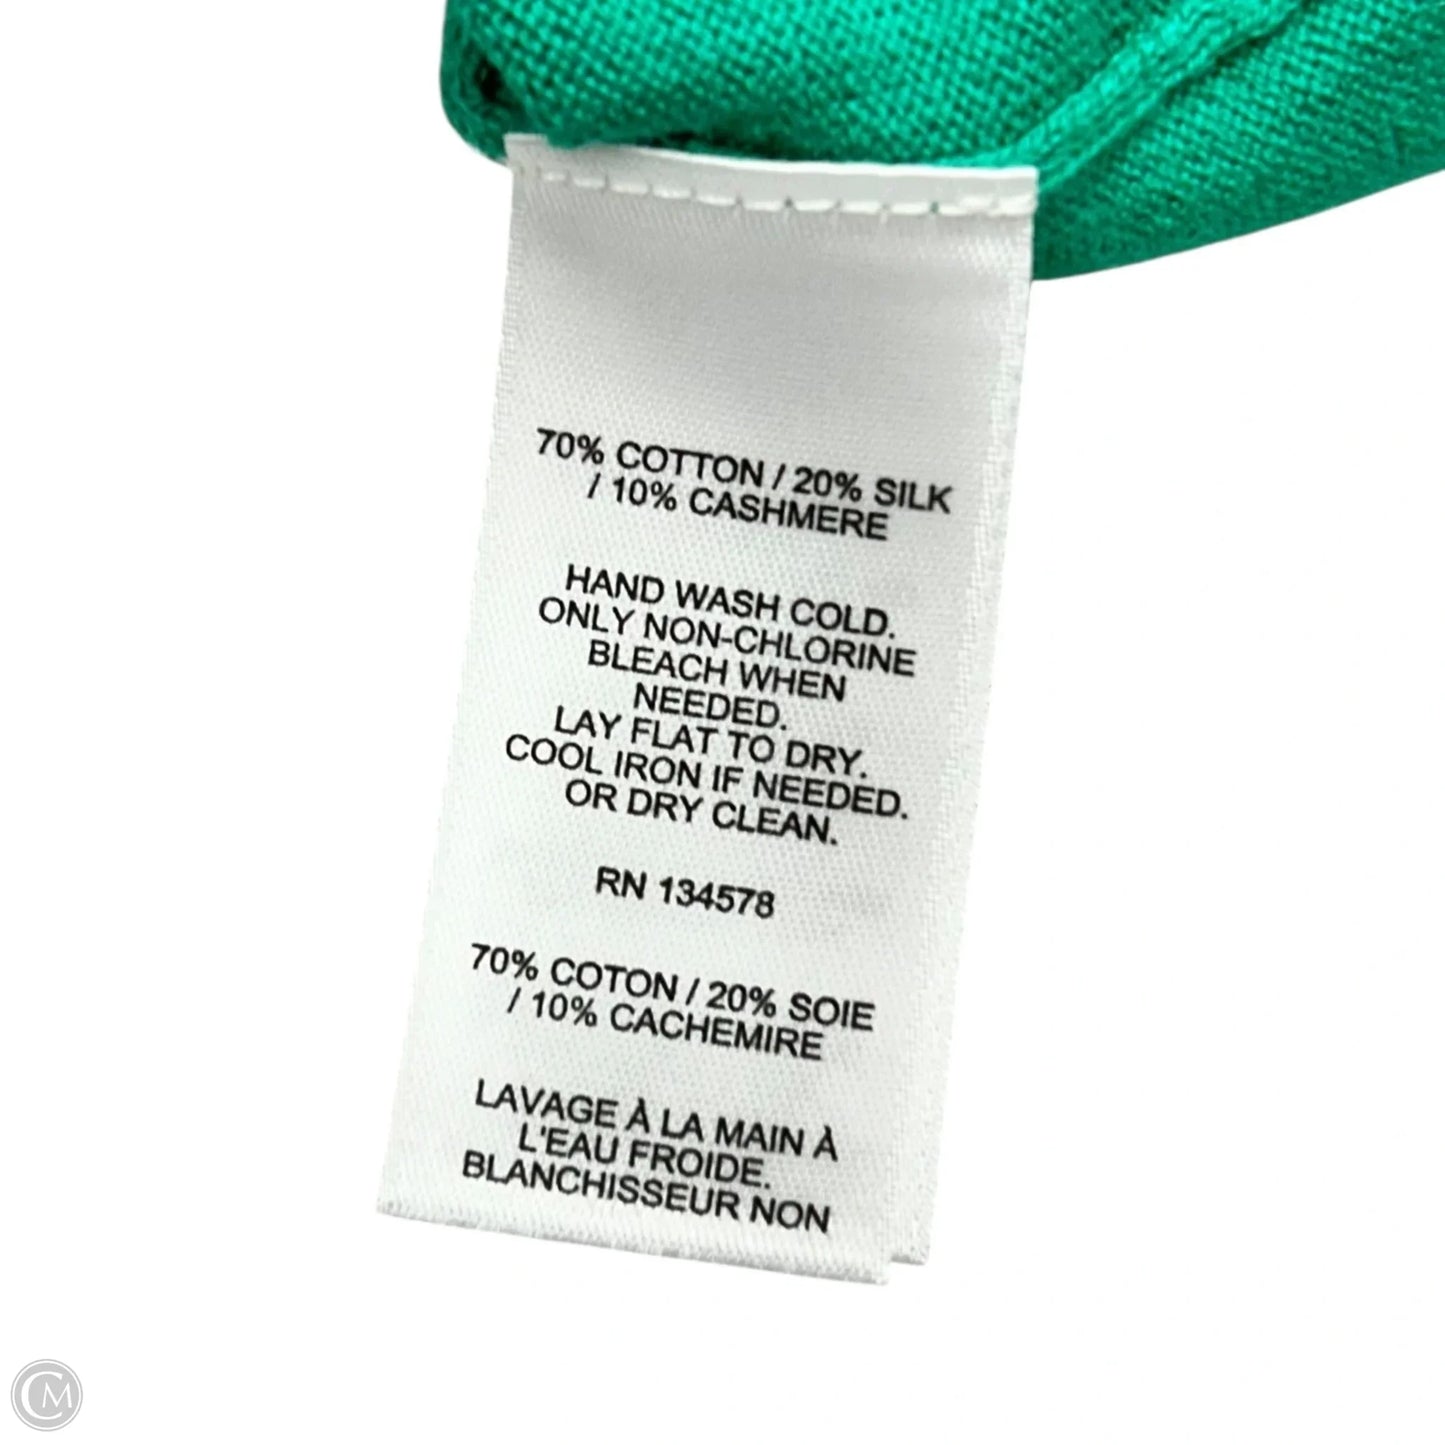 70% COTTON / 20% SILK
/ 10% CASHMERE
HAND WASH COLD.
ONLY NON-CHLORINE
BLEACH WHEN
NEEDED.
LAY FLAT TO DRY.
COOL IRON IF NEEDED.
OR DRY CLEAN.
RN 134578
70% COTON / 20% SOIE
/ 10% CACHEMIRE
LAVAGE À LA MAIN À
L'EAU FROIDE.
BLANCHISSEUR NON
CM